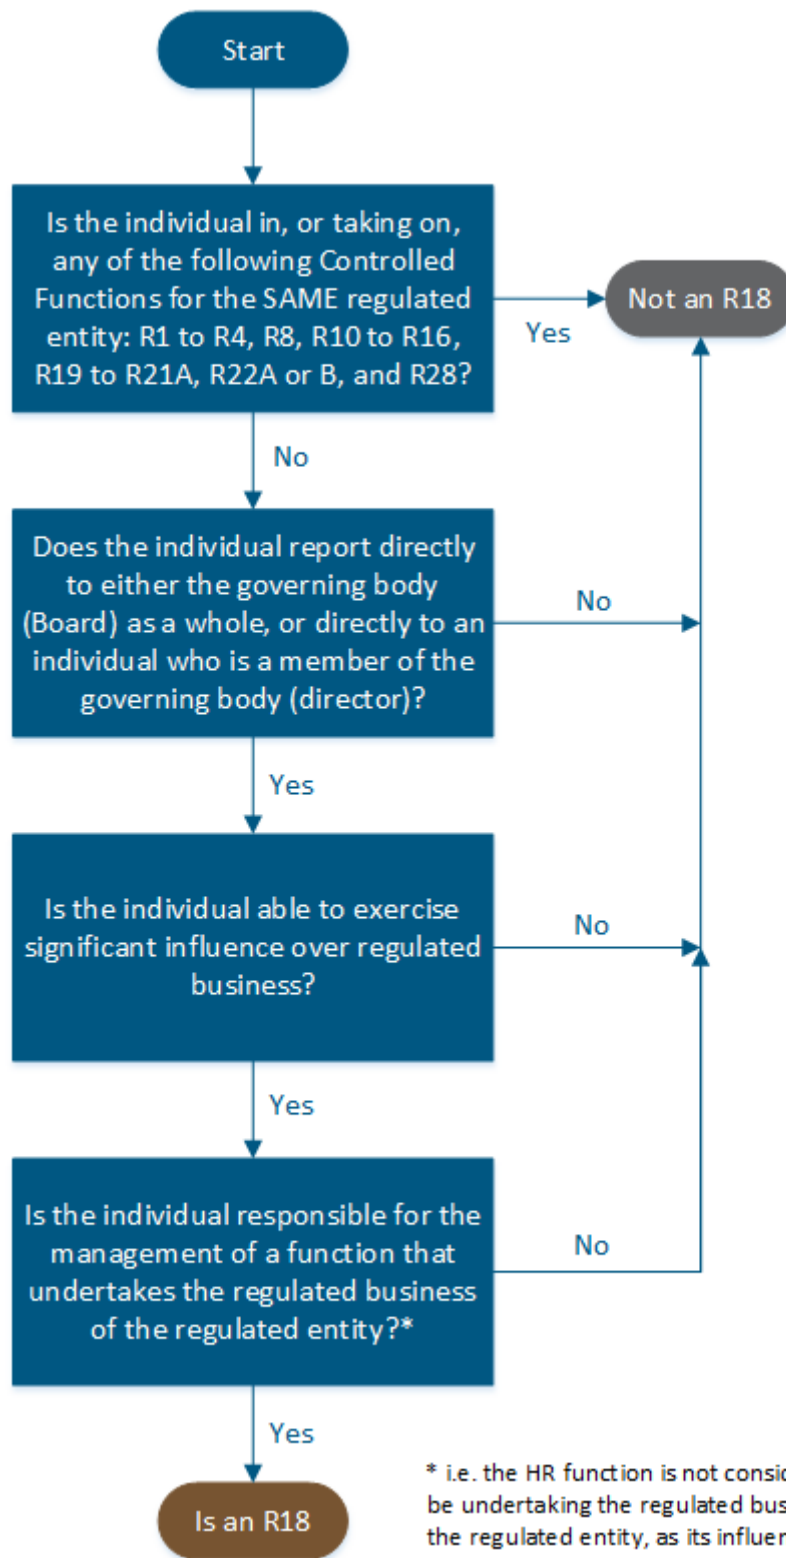 Start
Is the individual in, or taking on,
any of the following Controlled
Functions for the SAME regulated
entity: R1 to R4, R8, R10 to R16,
R19 to R21A, R22A or B, and R28?
Yes
Not an R18
No
Does the individual report directly
to either the governing body
(Board) as a whole, or directly to an
individual who is a member of the
governing body (director)?
No
Yes
Is the individual able to exercise
significant influence over regulated
business?
No
Yes
Is the individual responsible for the
management of a function that
undertakes the regulated business
of the regulated entity?*
No
Yes
Is an R18
* i.e. the HR function is not
be undertaking the regulated
the regulated entity, as its